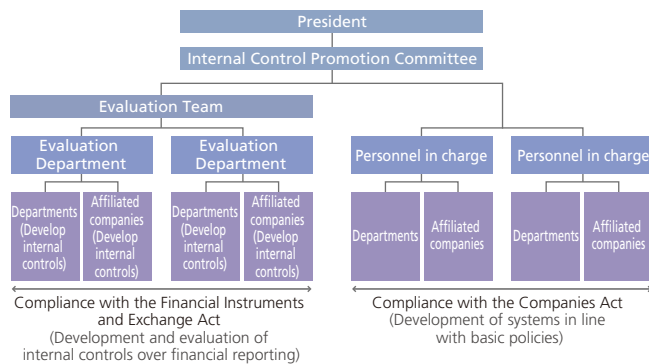 President
Internal Control Promotion Committee
Evaluation Team
Evaluation
Department
Evaluation
Department
Personnel in charge
Personnel in charge
Departments
(Develop
internal
controls)
Affiliated
companies
(Develop
internal
controls)
Departments
(Develop
internal
controls)
Affiliated
companies
(Develop
internal
controls)
Departments
Affiliated
companies
Departments
Affiliated
companies
Compliance with the Financial Instruments
and Exchange Act
(Development and evaluation of
internal controls over financial reporting)
Compliance with the Companies Act
(Development of systems in line
with basic policies)